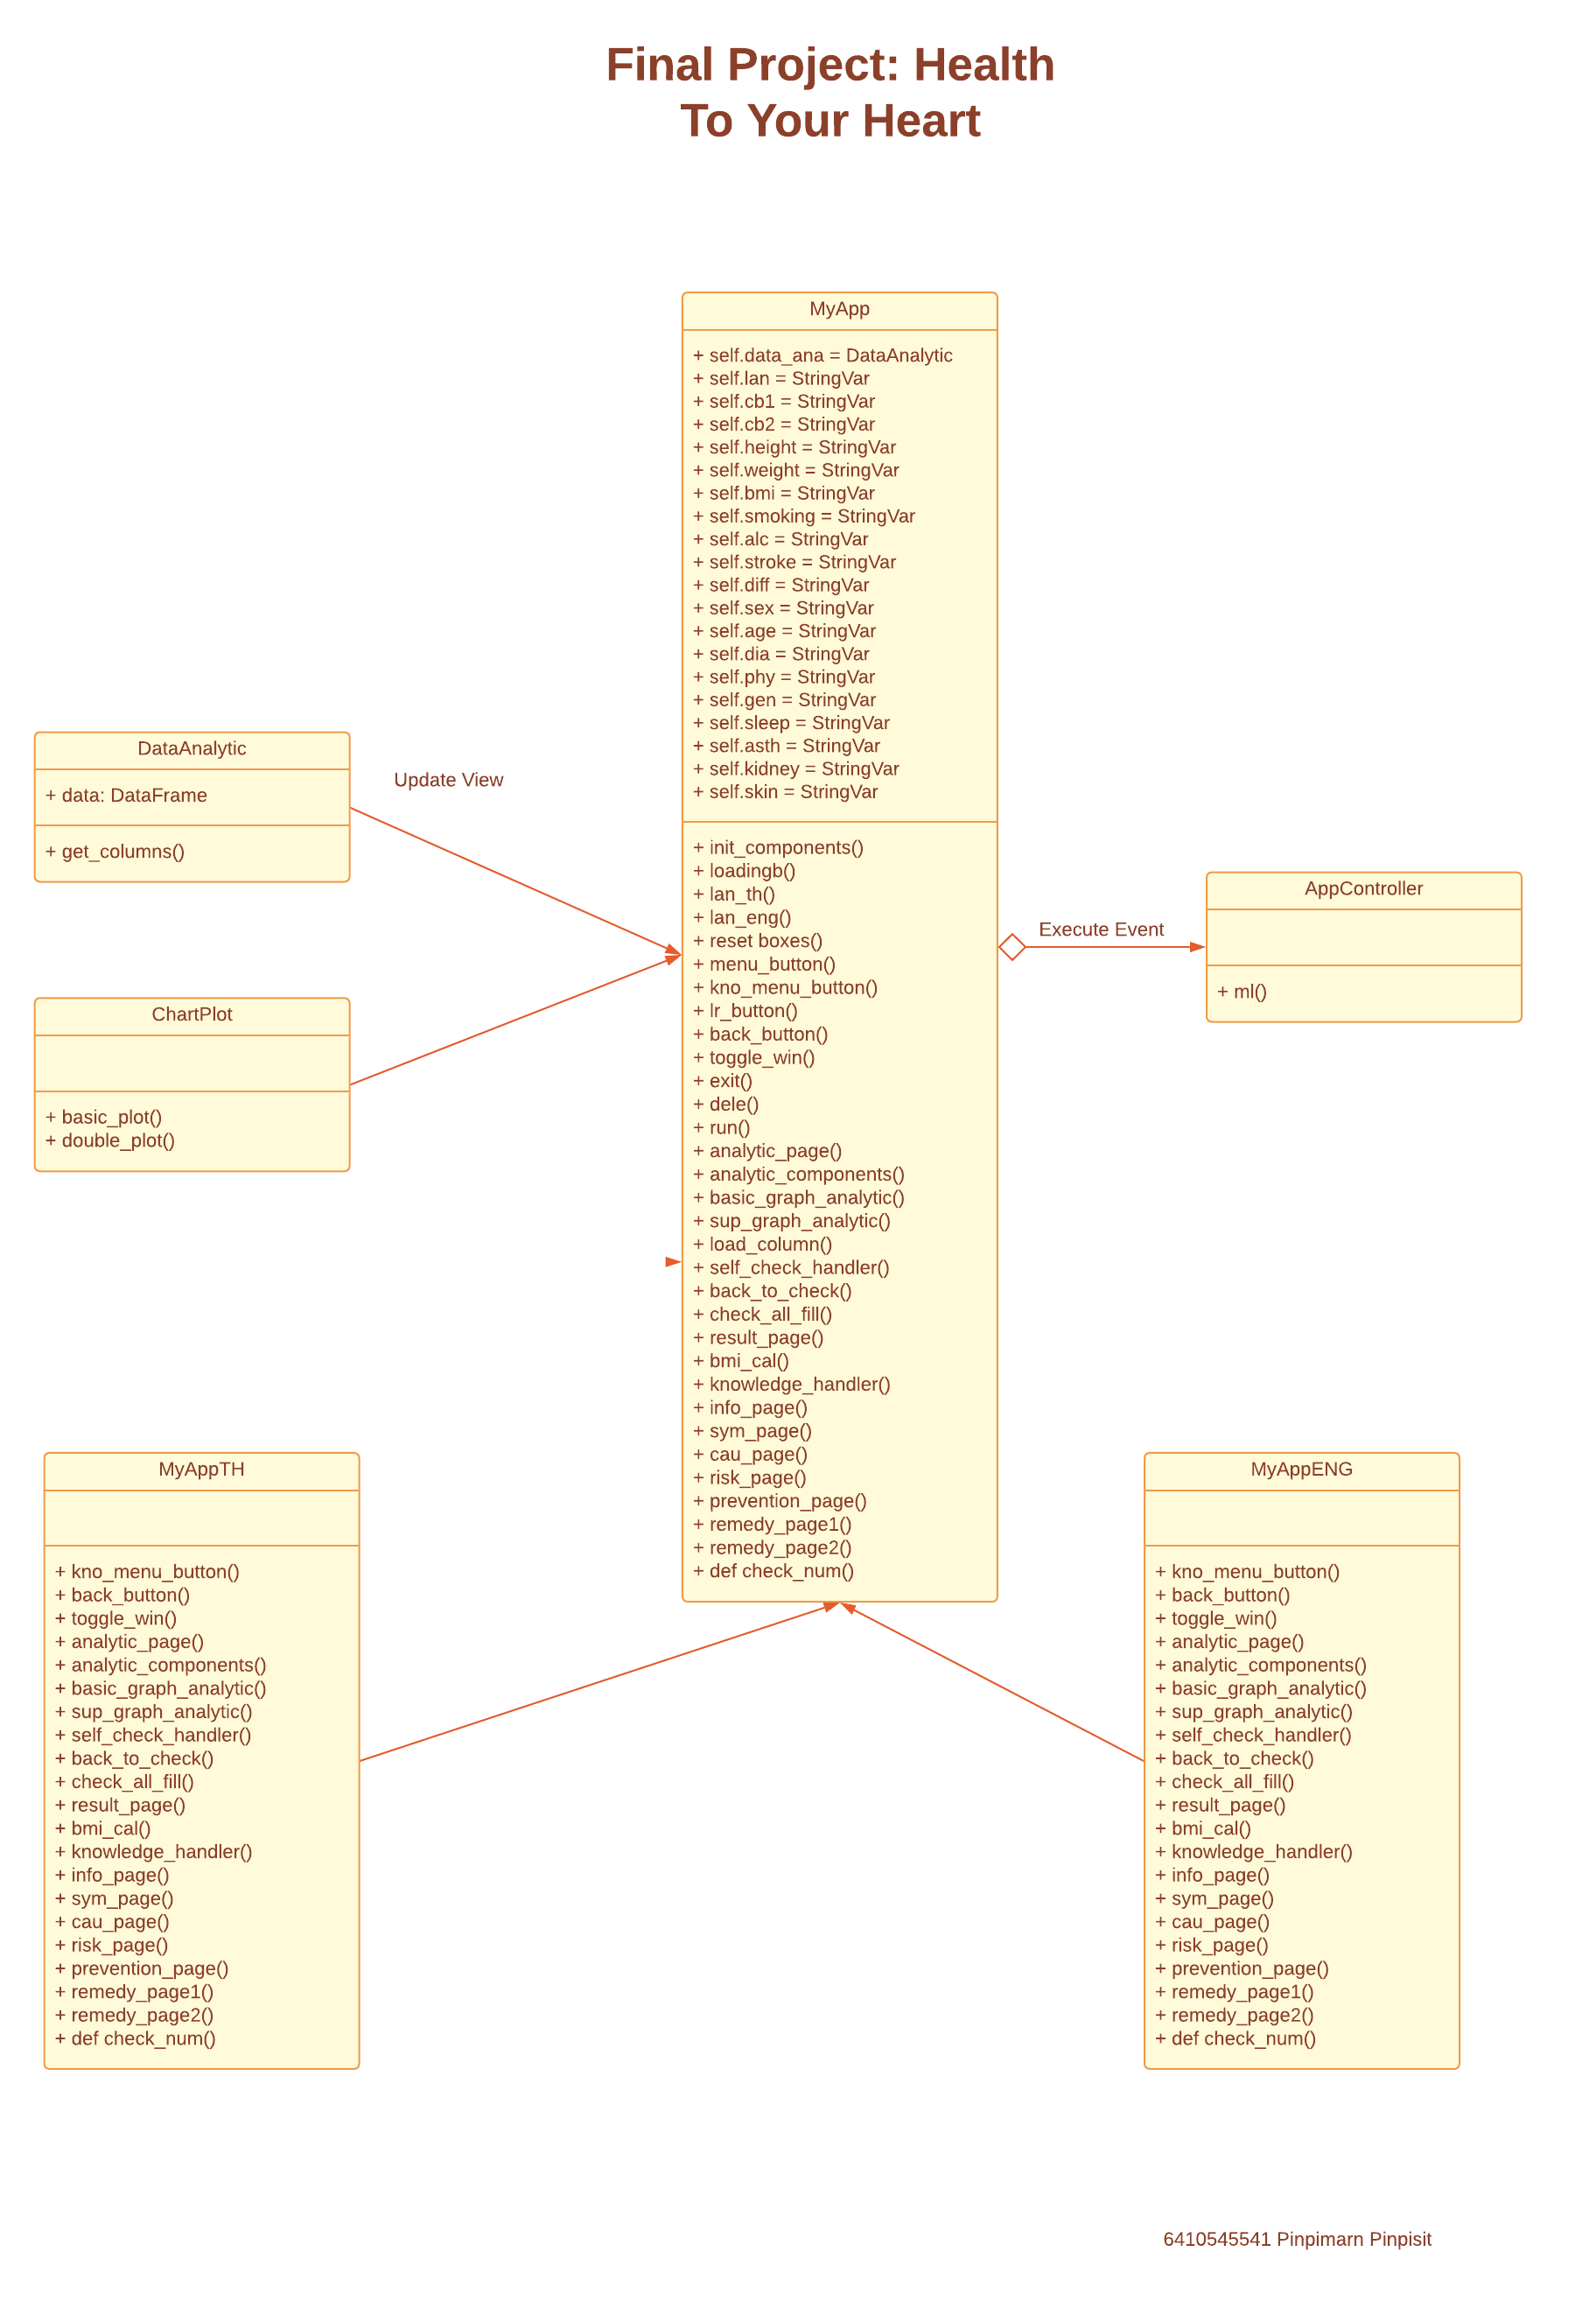 Final Project: Health
To Your Heart
MyApp
+ self.data_ana = DataAnalytic
+ self.lan = StringVar
+ self.cb1 = StringVar
+ self.cb2 = StringVar
+ self.height = StringVar
+ self.weight = StringVar
+ self.bmi = StringVar
+ self.smoking = StringVar
+ self.alc = StringVar
+ self.stroke = StringVar
+ self.diff = StringVar
+ self.sex = StringVar
+ self.age = StringVar
+ self.dia = StringVar
+ self.phy = StringVar
+ self.gen = StringVar
+ self.sleep = StringVar
+ self.asth = StringVar
+ self.kidney = StringVar
+ self.skin = StringVar
+ init_components()
+ loadingb()
+ lan_th()
+ lan_eng()
+ reset boxes()
+ menu_button()
+ kno_menu_button()
+ lr_button()
+ back_button()
+ toggle_win()
+ exit()
+ dele()
+ run()
+ analytic_page()
+ analytic_components()
+ basic_graph_analytic()
+ sup_graph_analytic()
+ load_column()
+ self_check_handler()
+ back_to_check()
+ check_all_fill()
+ result_page()
+ bmi_cal()
+ knowledge_handler()
+ info_page()
+ sym_page()
+ cau_page()
+ risk_page()
+ prevention_page()
+ remedy_page1()
+ remedy_page2()
+ def check_num()
DataAnalytic
+ data: DataFrame
+ get_columns()
Update View
ChartPlot
+ basic_plot()
+ double_plot()
Execute Event
AppController
+ ml()
MyAppTH
+ kno_menu_button()
+ back_button()
+ toggle_win()
+ analytic_page()
+ analytic_components()
+ basic_graph_analytic()
+ sup_graph_analytic()
+ self_check_handler()
+ back_to_check()
+ check_all_fill()
+ result_page()
+ bmi_cal()
+ knowledge_handler()
+ info_page()
+ sym_page()
+ cau_page()
+ risk_page()
+ prevention_page()
+ remedy_page1()
+ remedy_page2()
+ def check_num()
MyAppENG
+ kno_menu_button()
+ back_button()
+ toggle_win()
+ analytic_page()
+ analytic_components()
+ basic_graph_analytic()
+ sup_graph_analytic()
+ self_check_handler()
+ back_to_check()
+ check_all_fill()
+ result_page()
+ bmi_cal()
+ knowledge_handler()
+ info_page()
+ sym_page()
+ cau_page()
+ risk_page()
+ prevention_page()
+ remedy_page1()
+ remedy_page2()
+ def check_num()
6410545541 Pinpimarn Pinpisit